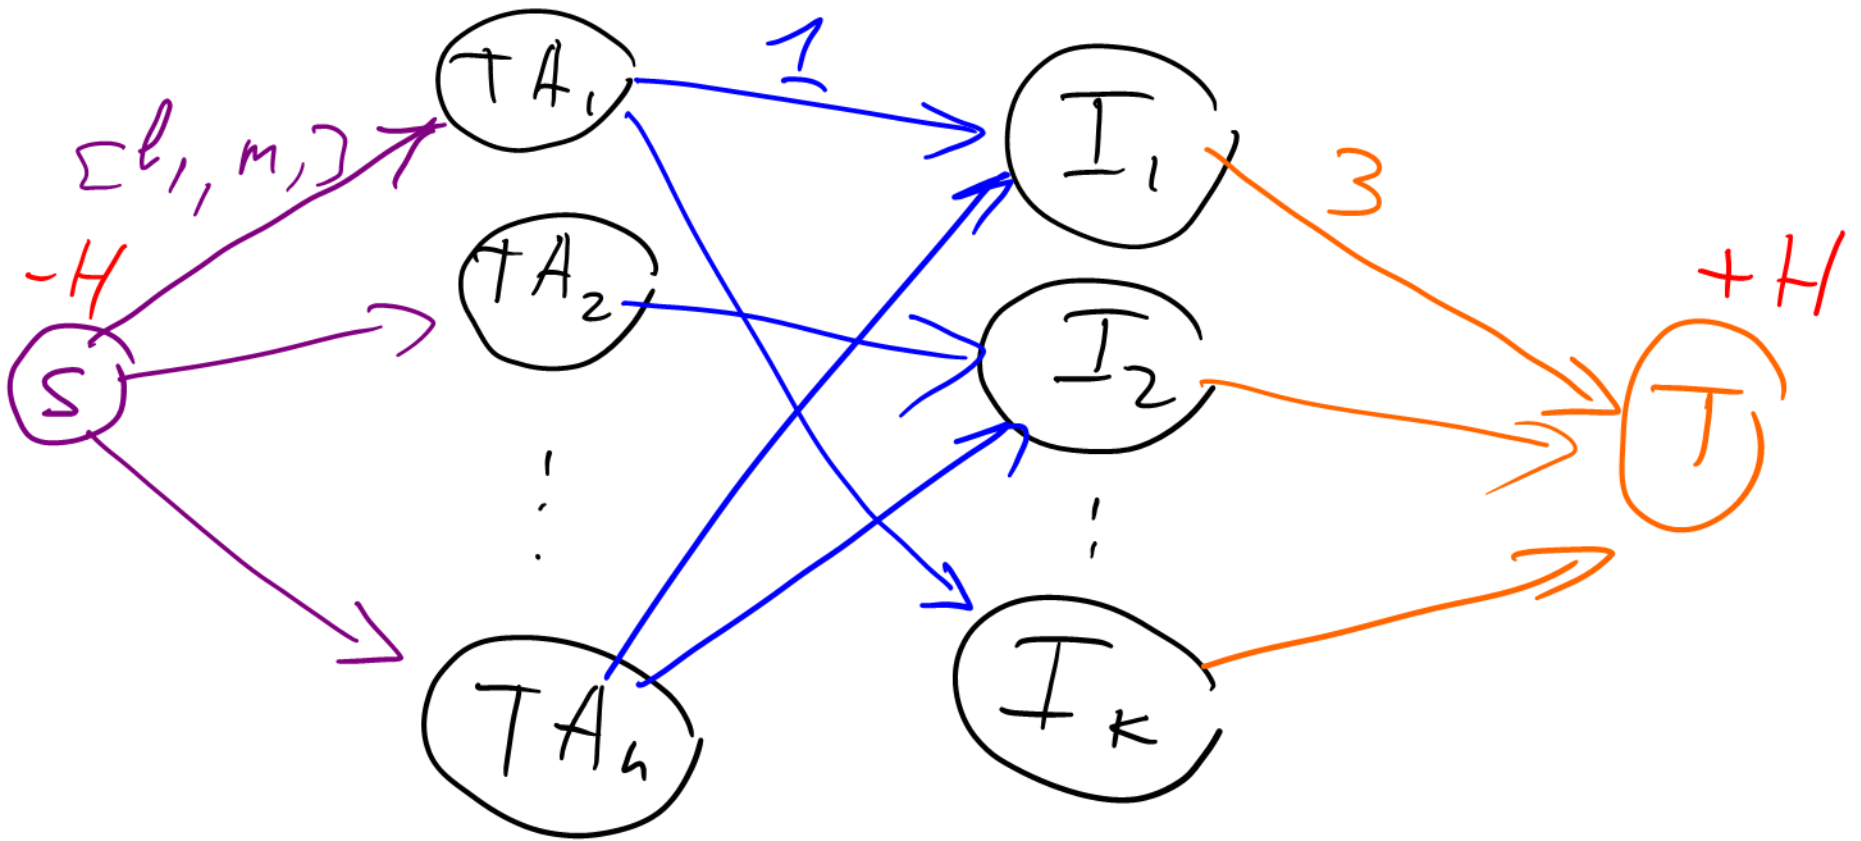 TA₁
1
I₁
[l₁, m₁]
3
-H
TA₂
+H
S
I₂
T
TAₙ
Iₖ